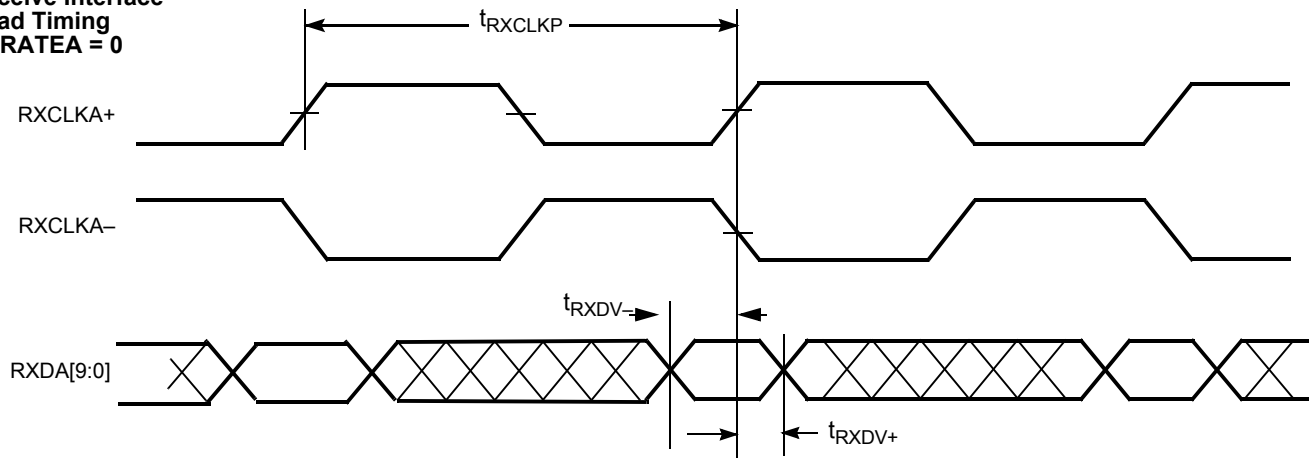 ad Timing
RATEA = 0
tRXCLKP
RXCLKA+
RXCLKA–
tRXDV–
RXDA[9:0]
tRXDV+